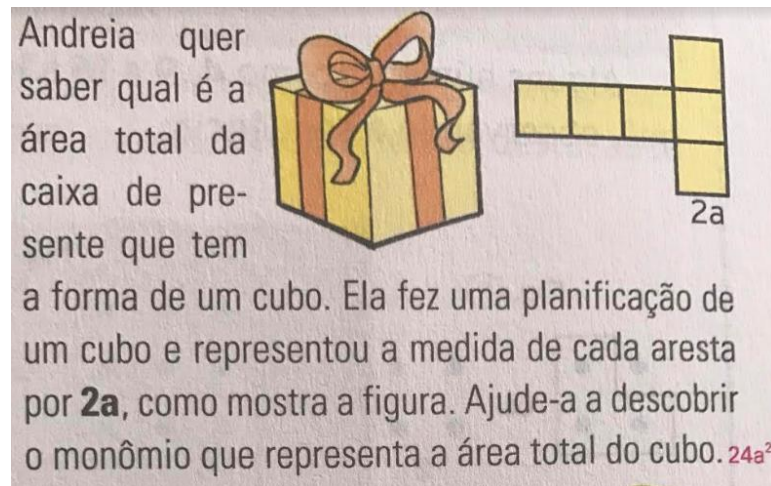 Andreia quer
saber qual é a
área total da
caixa de pre-
sente que tem
2a
a forma de um cubo. Ela fez uma planificação de
um cubo e representou a medida de cada aresta
por 2a, como mostra a figura. Ajude-a a descobrir
o monômio que representa a área total do cubo. 24a²